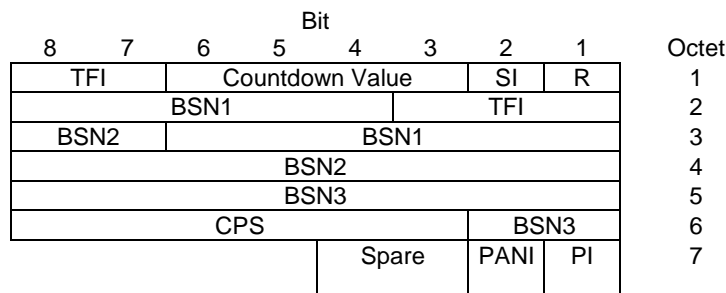 Bit
8 7 6 5 4 3 2 1 Octet
TFI Countdown Value SI R 1
BSN1 TFI 2
BSN2 BSN1 3
BSN2 4
BSN3 5
CPS BSN3 6
Spare PANI PI 7